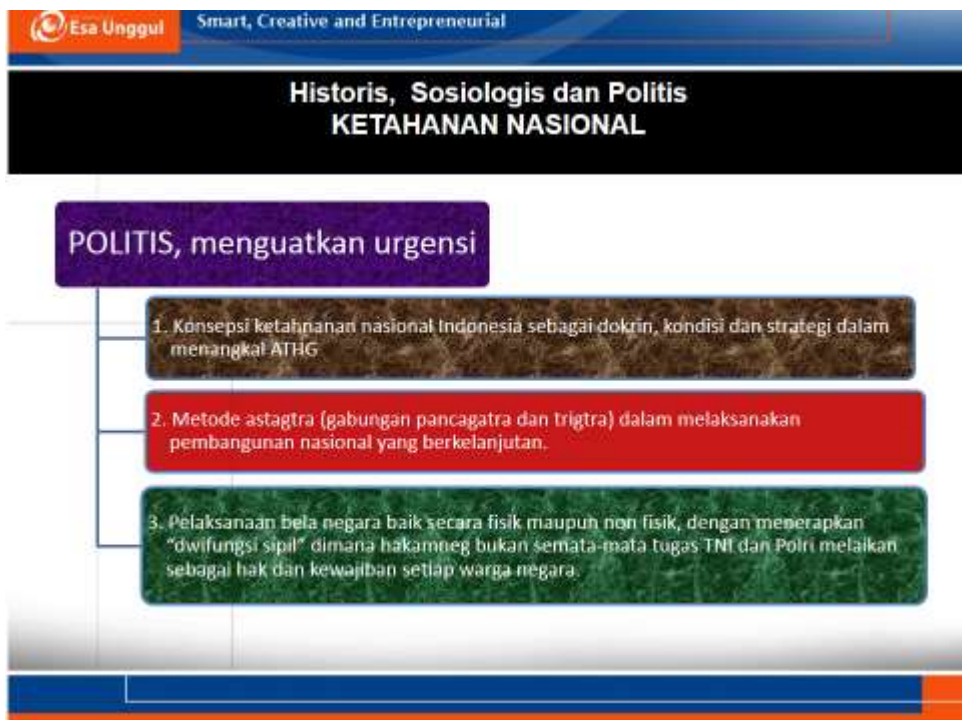 Esa Unggul
Smart, Creative and Entrepreneurial
Historis, Sosiologis dan Politis
KETAHANAN NASIONAL
POLITIS, menguatkan urgensi
1. Konsepsi ketahnanan nasional Indonesia sebagai dokrin, kondisi dan strategi dalam
menangkal ATHG
2. Metode astagtra (gabungan pancagatra dan trigtra) dalam melaksanakan
pembangunan nasional yang berkelanjutan.
3. Pelaksanaan bela negara baik secara fisik maupun non fisik, dengan menerapkan
"dwifungsi sipil" dimana hakamneg bukan semata-mata tugas TNI dan Polri melaikan
sebagai hak dan kewajiban setiap warga negara.